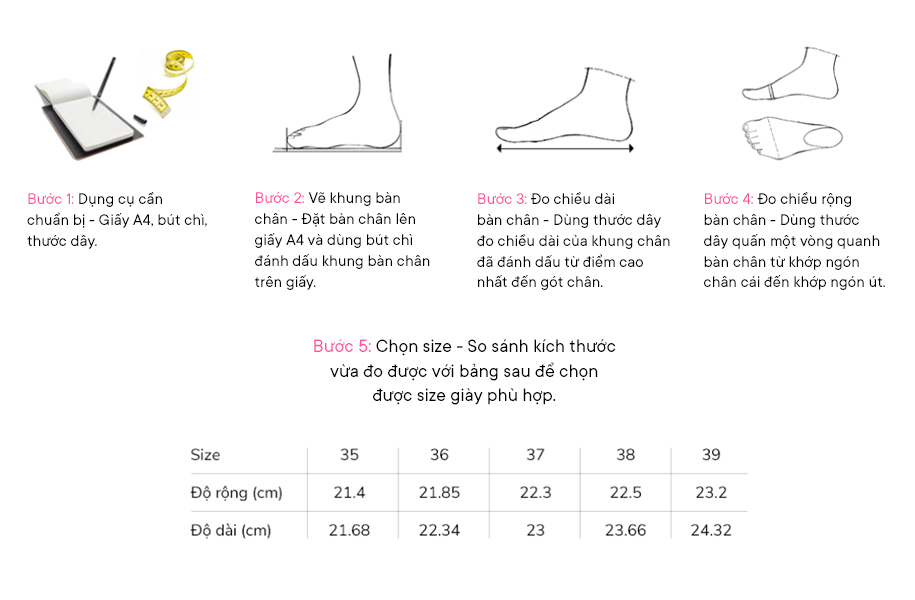 Bước 1: Dụng cụ cần
chuẩn bị - Giấy A4, bút chì,
thước dây.
Bước 2: Vẽ khung bàn
chân - Đặt bàn chân lên
giấy A4 và dùng bút chì
đánh dấu khung bàn chân
trên giấy.
Bước 3: Đo chiều dài
bàn chân - Dùng thước dây
đo chiều dài của khung chân
đã đánh dấu từ điểm cao
nhất đến gót chân.
Bước 4: Đo chiều rộng
bàn chân - Dùng thước
dây quấn một vòng quanh
bàn chân từ khớp ngón
chân cái đến khớp ngón út.
Bước 5: Chọn size - So sánh kích thước
vừa đo được với bảng sau để chọn
được size giày phù hợp.
Size 35 36 37 38 39
Độ rộng (cm) 21.4 21.85 22.3 22.5 23.2
Độ dài (cm) 21.68 22.34 23 23.66 24.32